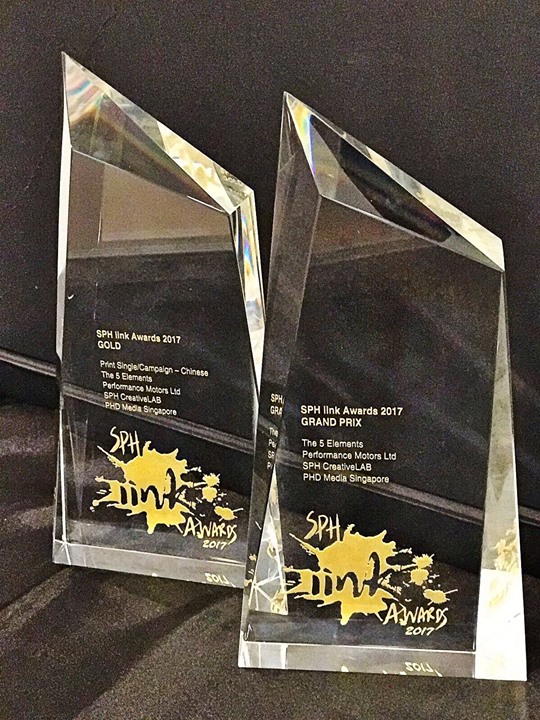 SPH iink Awards 2017
GOLD
Print Single/Campaign – Chinese
The 5 Elements
Performance Motors Ltd
SPH CreativeLAB
PHD Media Singapore
SPH
iink
AWARDS
2017
SPH iink Awards 2017
GRAND PRIX
The 5 Elements
Performance Motors Ltd
SPH CreativeLAB
PHD Media Singapore
SPH
iink
AWARDS
2017